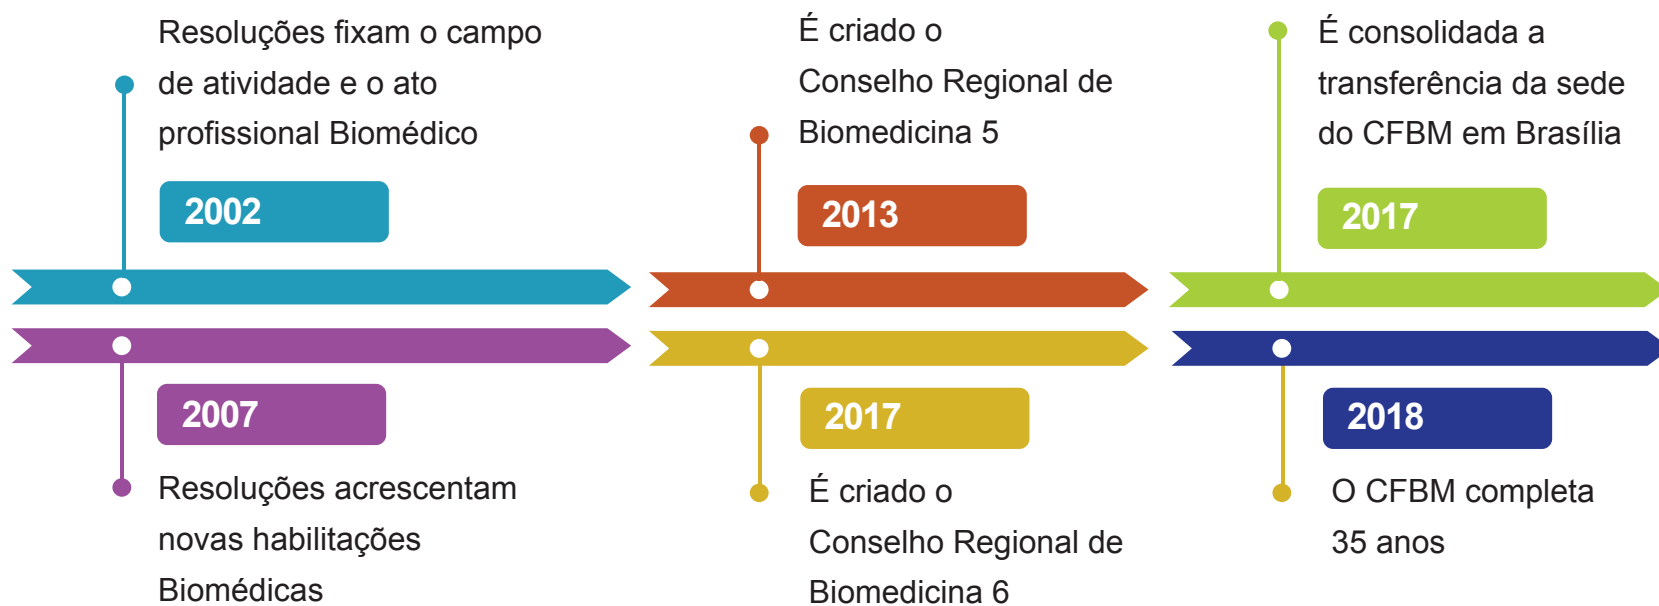 Resoluções fixam o campo
de atividade e o ato
profissional Biomédico
2002
2007
Resoluções acrescentam
novas habilitações
Biomédicas
É criado o
Conselho Regional de
Biomedicina 5
2013
2017
É criado o
Conselho Regional de
Biomedicina 6
É consolidada a
transferência da sede
do CFBM em Brasília
2017
2018
O CFBM completa
35 anos